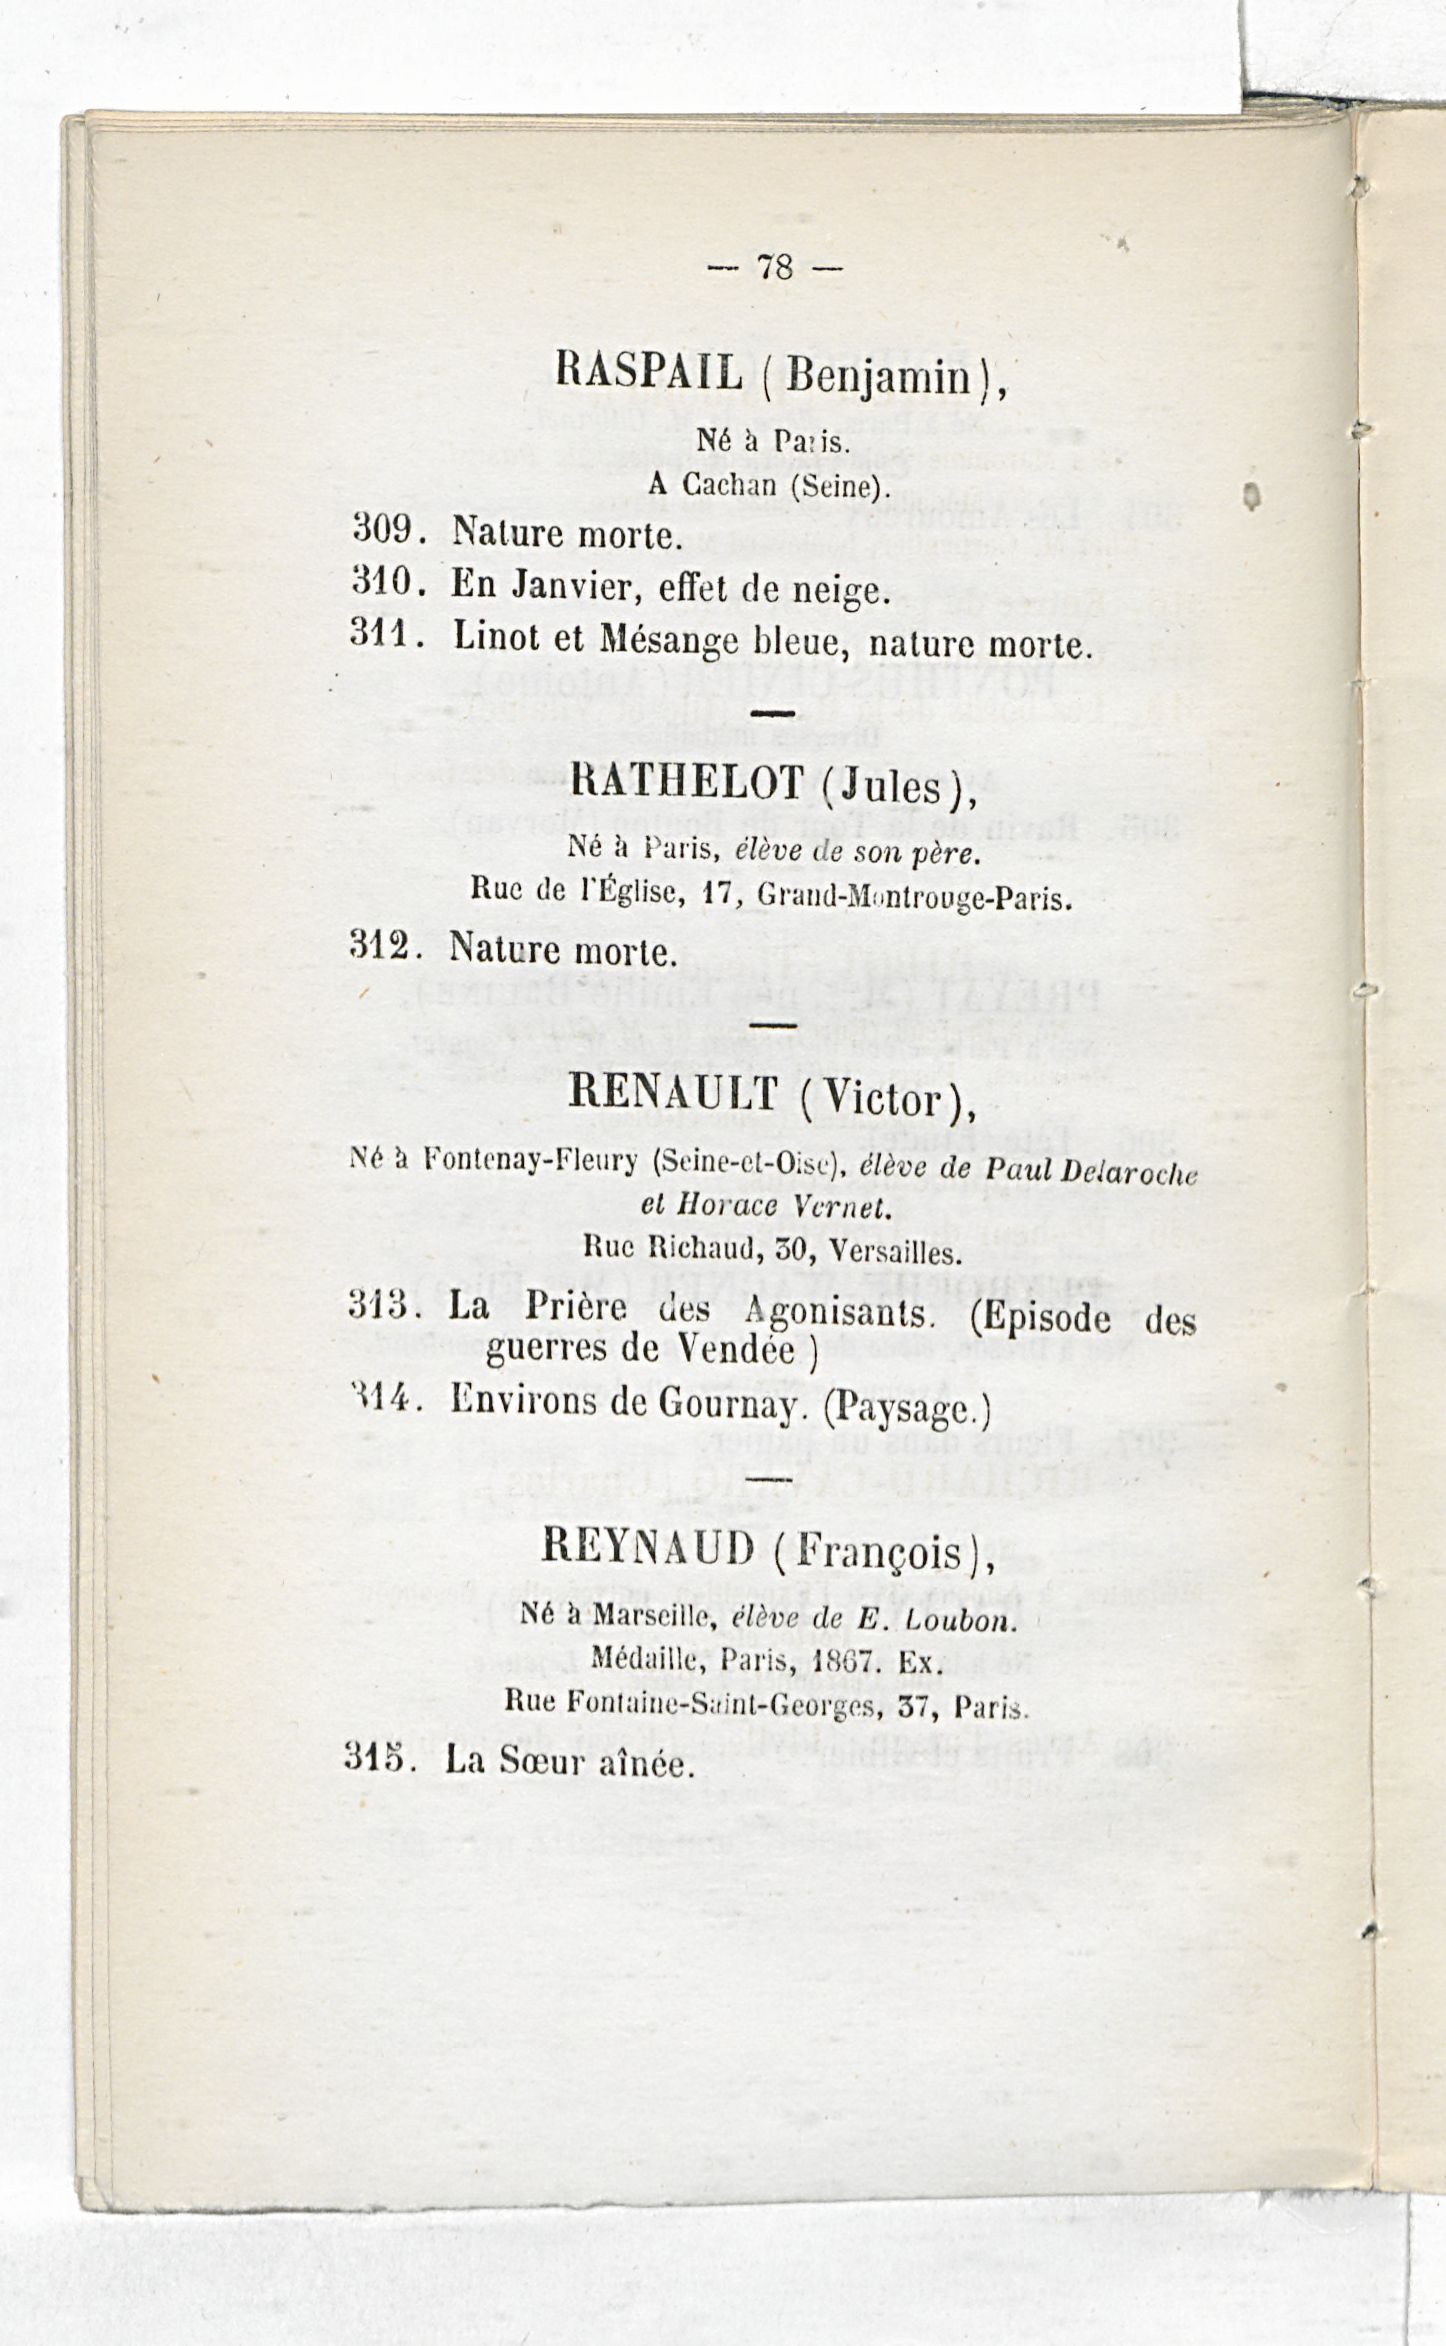 — 78 —
RASPAIL (Benjamin),
Né à Paris.
A Cachan (Seine).
309. Nature morte.
310. En Janvier, effet de neige.
311. Linot et Mésange bleue, nature morte.
RATHELOT (Jules),
Né à Paris, élève de son père.
Rue de l'Église, 17, Grand-Montrouge-Paris.
312. Nature morte.
RENAULT (Victor),
Né à Fontenay-Fleury (Seine-et-Oise), élève de Paul Delaroche
et Horace Vernet.
Rue Richaud, 30, Versailles.
313. La Prière des Agonisants. (Episode des
guerres de Vendée )
314. Environs de Gournay. (Paysage.)
REYNAUD (François),
Né à Marseille, élève de E. Loubon.
Médaille, Paris, 1867. Ex.
Rue Fontaine-Saint-Georges, 37, Paris.
315. La Sœur aînée.